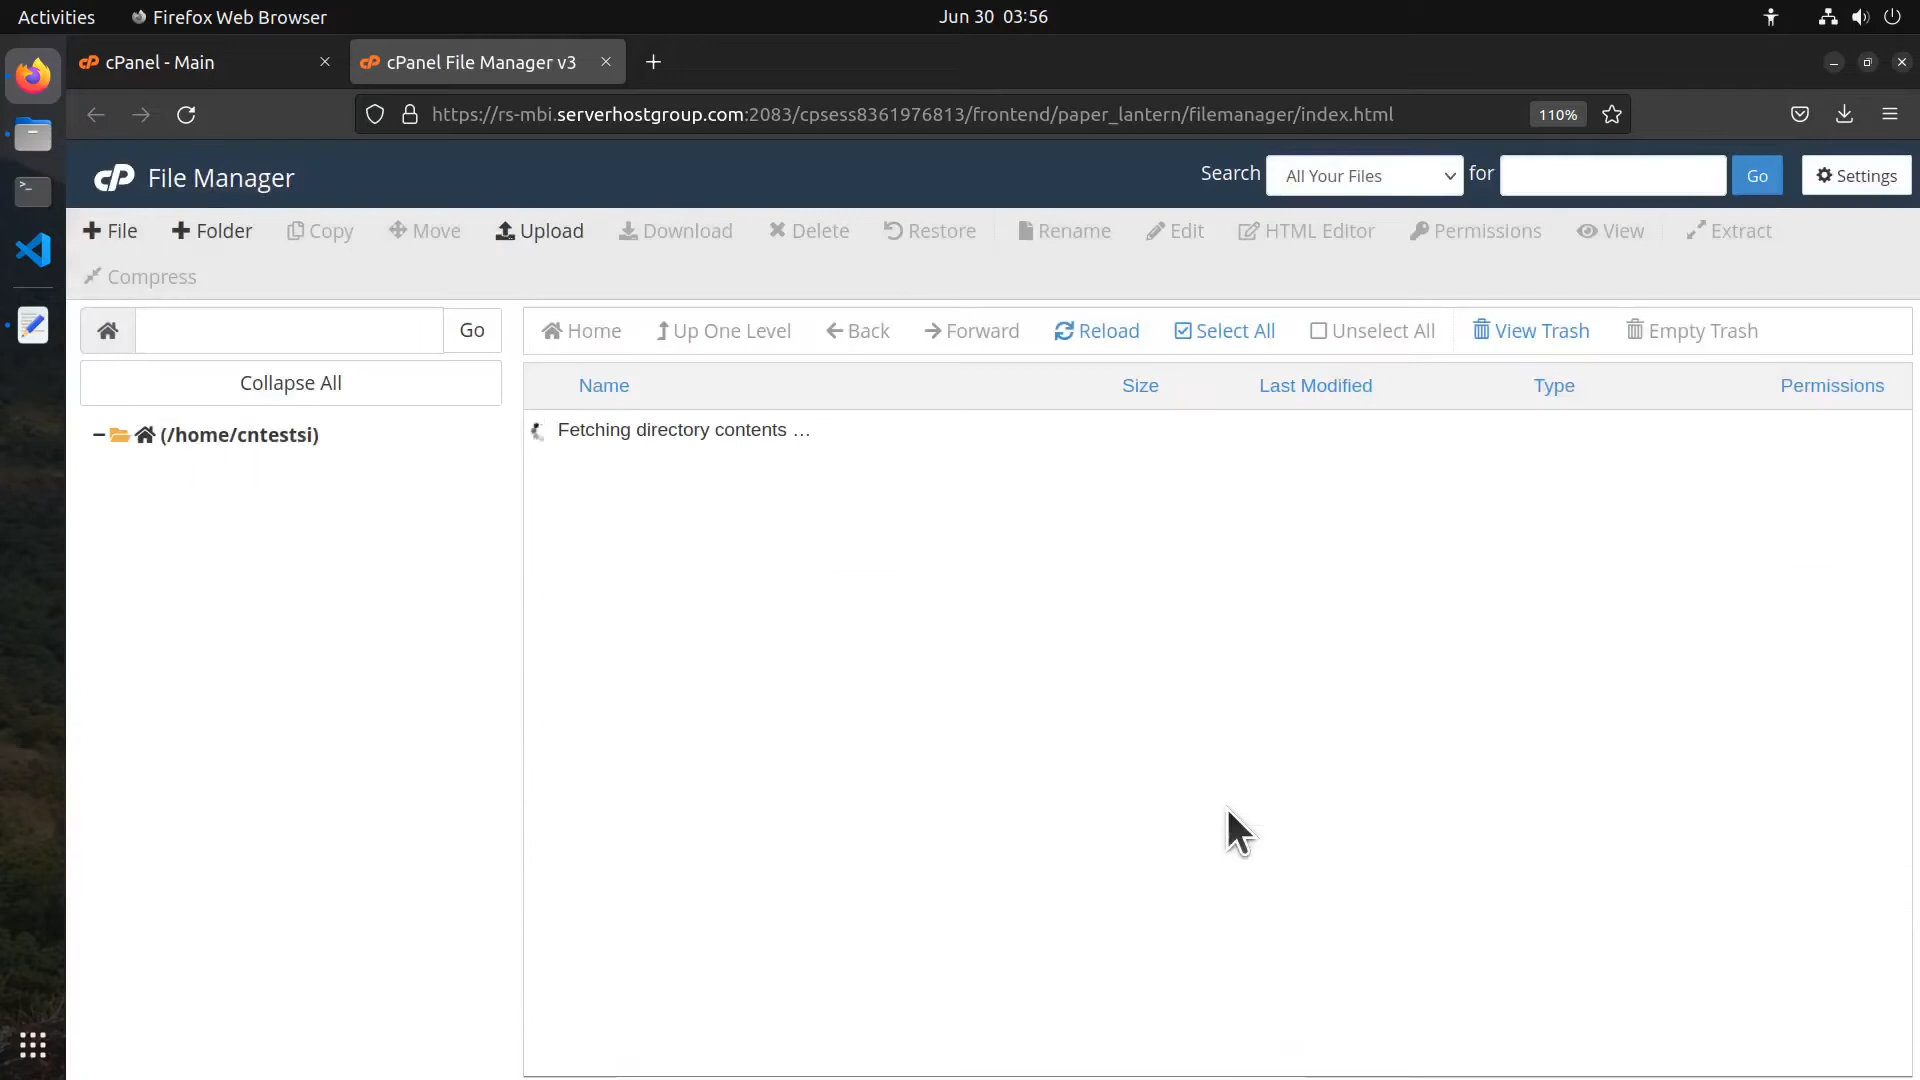 Activities Firefox Web Browser Jun 30 03:56
cPanel - Main cPanel File Manager v3
https://rs-mbi.serverhostgroup.com:2083/cpsess8361976813/frontend/paper_lantern/filemanager/index.html 110%
cP File Manager Search All Your Files for Go Settings
File Folder Copy Move Upload Download Delete Restore Rename Edit HTML Editor Permissions View Extract
Compress
Go Home Up One Level Back Forward Reload Select All Unselect All View Trash Empty Trash
Collapse All
Name Size Last Modified Type Permissions
(/home/cntestsi)
Fetching directory contents …